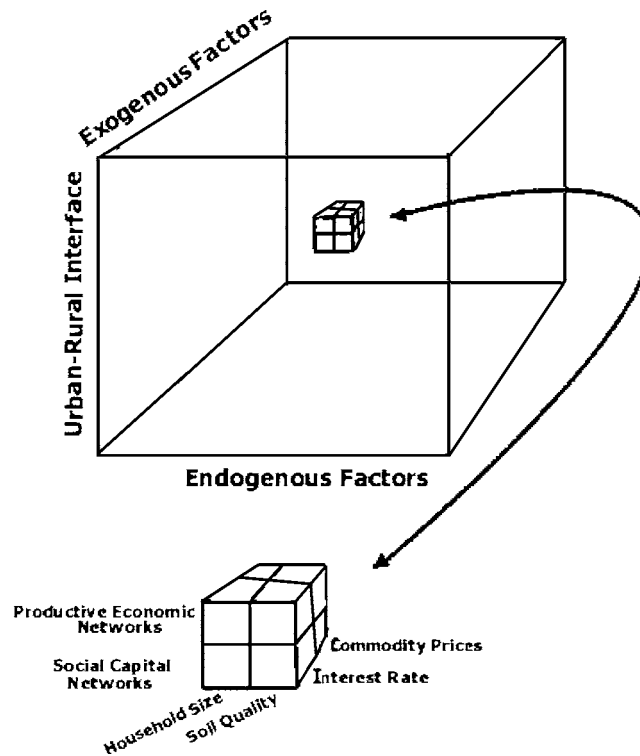 Exogenous Factors
Urban-Rural Interface
Endogenous Factors
Productive Economic
Networks
Social Capital
Networks
Commodity Prices
Interest Rate
Household Size
Soil Quality